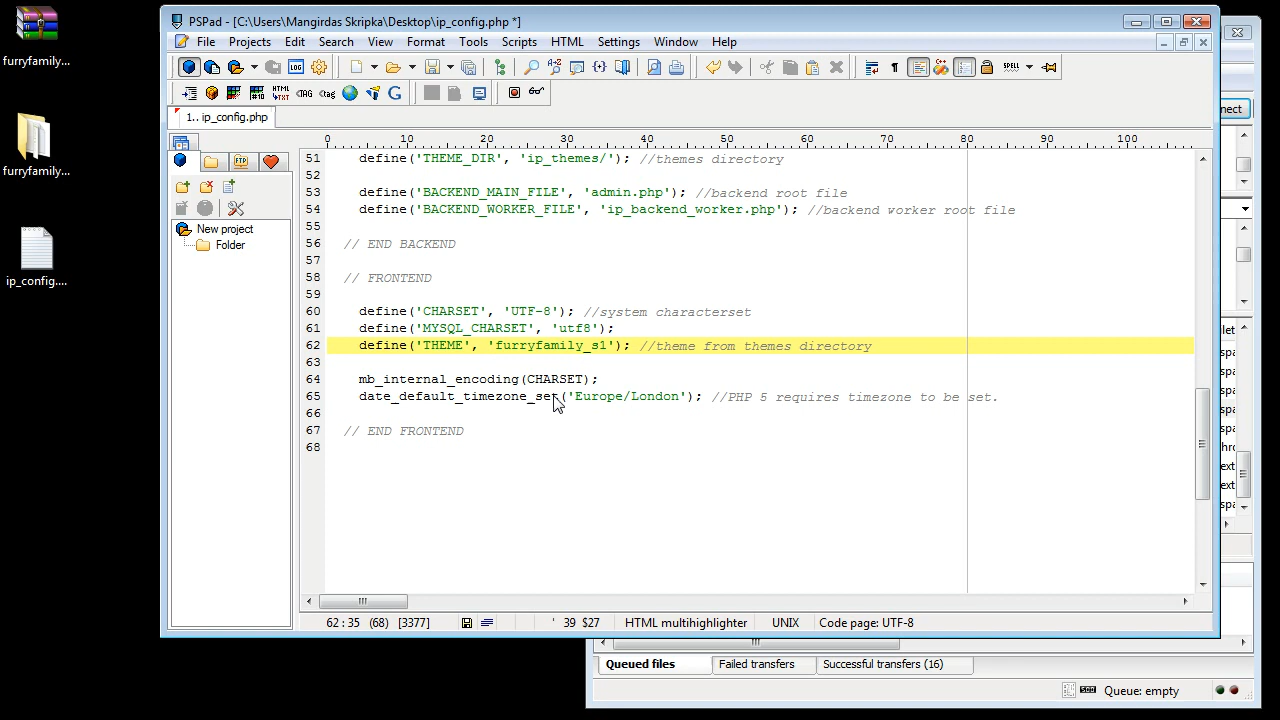 furryfamily...
furryfamily...
ip_config....
PSPad - [C:\Users\Mangirdas Skripka\Desktop\ip_config.php *]
File Projects Edit Search View Format Tools Scripts HTML Settings Window Help
1.. ip_config.php
0 10 20 30 40 50 60 70 80 90 100
New project
Folder
51 define('THEME_DIR', 'ip_themes/'); //themes directory
52
53 define('BACKEND_MAIN_FILE', 'admin.php'); //backend root file
54 define('BACKEND_WORKER_FILE', 'ip_backend_worker.php'); //backend worker root file
55
56 // END BACKEND
57
58 // FRONTEND
59
60 define('CHARSET', 'UTF-8'); //system characterset
61 define('MYSQL_CHARSET', 'utf8');
62 define('THEME', 'furryfamily_s1'); //theme from themes directory
63
64 mb_internal_encoding(CHARSET);
65 date_default_timezone_set('Europe/London'); //PHP 5 requires timezone to be set.
66
67 // END FRONTEND
68
62 : 35 (68) [3377] ' 39 $27 HTML multihighlighter UNIX Code page: UTF-8
nect
Queued files Failed transfers Successful transfers (16)
Queue: empty